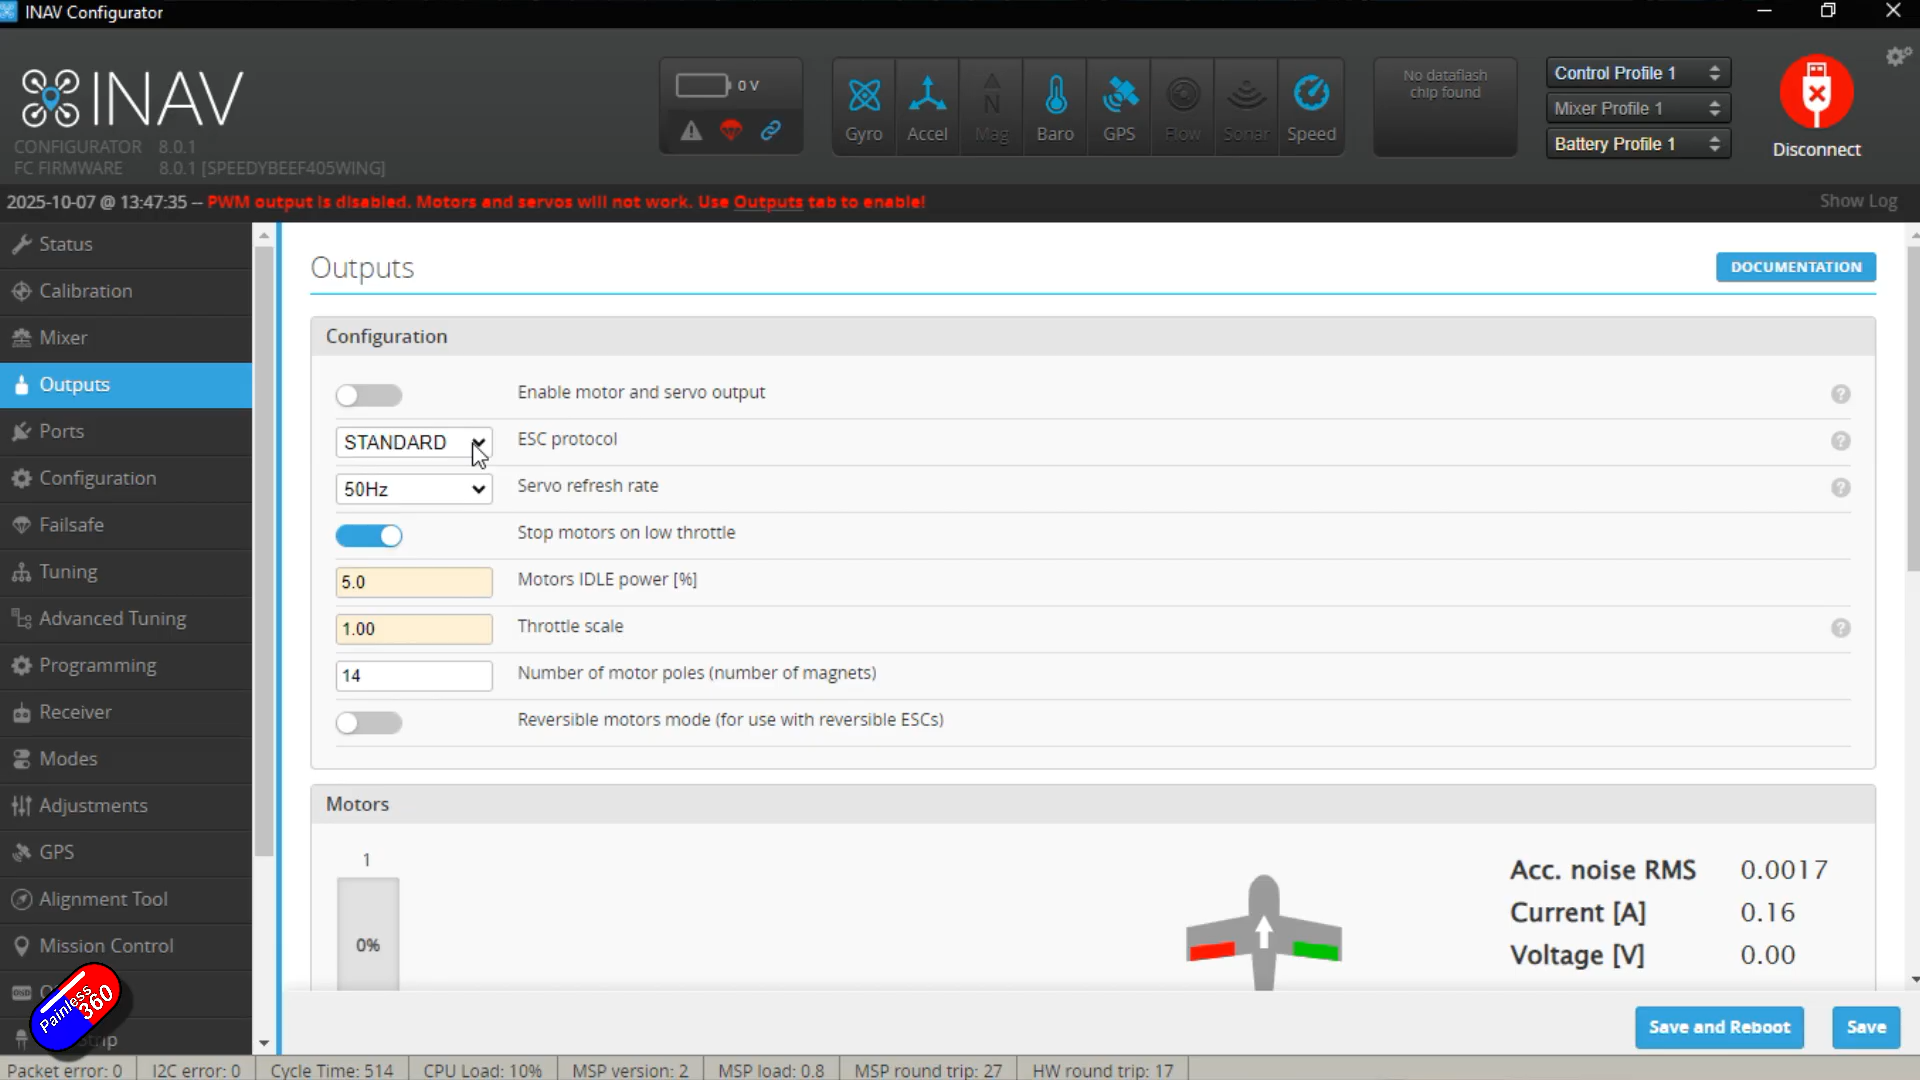 INAV Configurator
INAV
CONFIGURATOR 8.0.1
FC FIRMWARE 8.0.1 [SPEEDYBEEF405WING]
0 V
Gyro
Accel
N
Mag
Baro
GPS
Flow
Sonar
Speed
No dataflash
chip found
Control Profile 1
Mixer Profile 1
Battery Profile 1
Disconnect
2025-10-07 @ 13:47:35 -- PWM output is disabled. Motors and servos will not work. Use Outputs tab to enable!
Show Log
Status
Calibration
Mixer
Outputs
Ports
Configuration
Failsafe
Tuning
Advanced Tuning
Programming
Receiver
Modes
Adjustments
GPS
Alignment Tool
Mission Control
Painless
360
Outputs
DOCUMENTATION
Configuration
Enable motor and servo output
STANDARD ESC protocol
50Hz Servo refresh rate
Stop motors on low throttle
5.0 Motors IDLE power [%]
1.00 Throttle scale
14 Number of motor poles (number of magnets)
Reversible motors mode (for use with reversible ESCs)
Motors
1
0%
Acc. noise RMS 0.0017
Current [A] 0.16
Voltage [V] 0.00
Save and Reboot
Save
Packet error: 0
I2C error: 0
Cycle Time: 514
CPU Load: 10%
MSP version: 2
MSP load: 0.8
MSP round trip: 27
HW round trip: 17